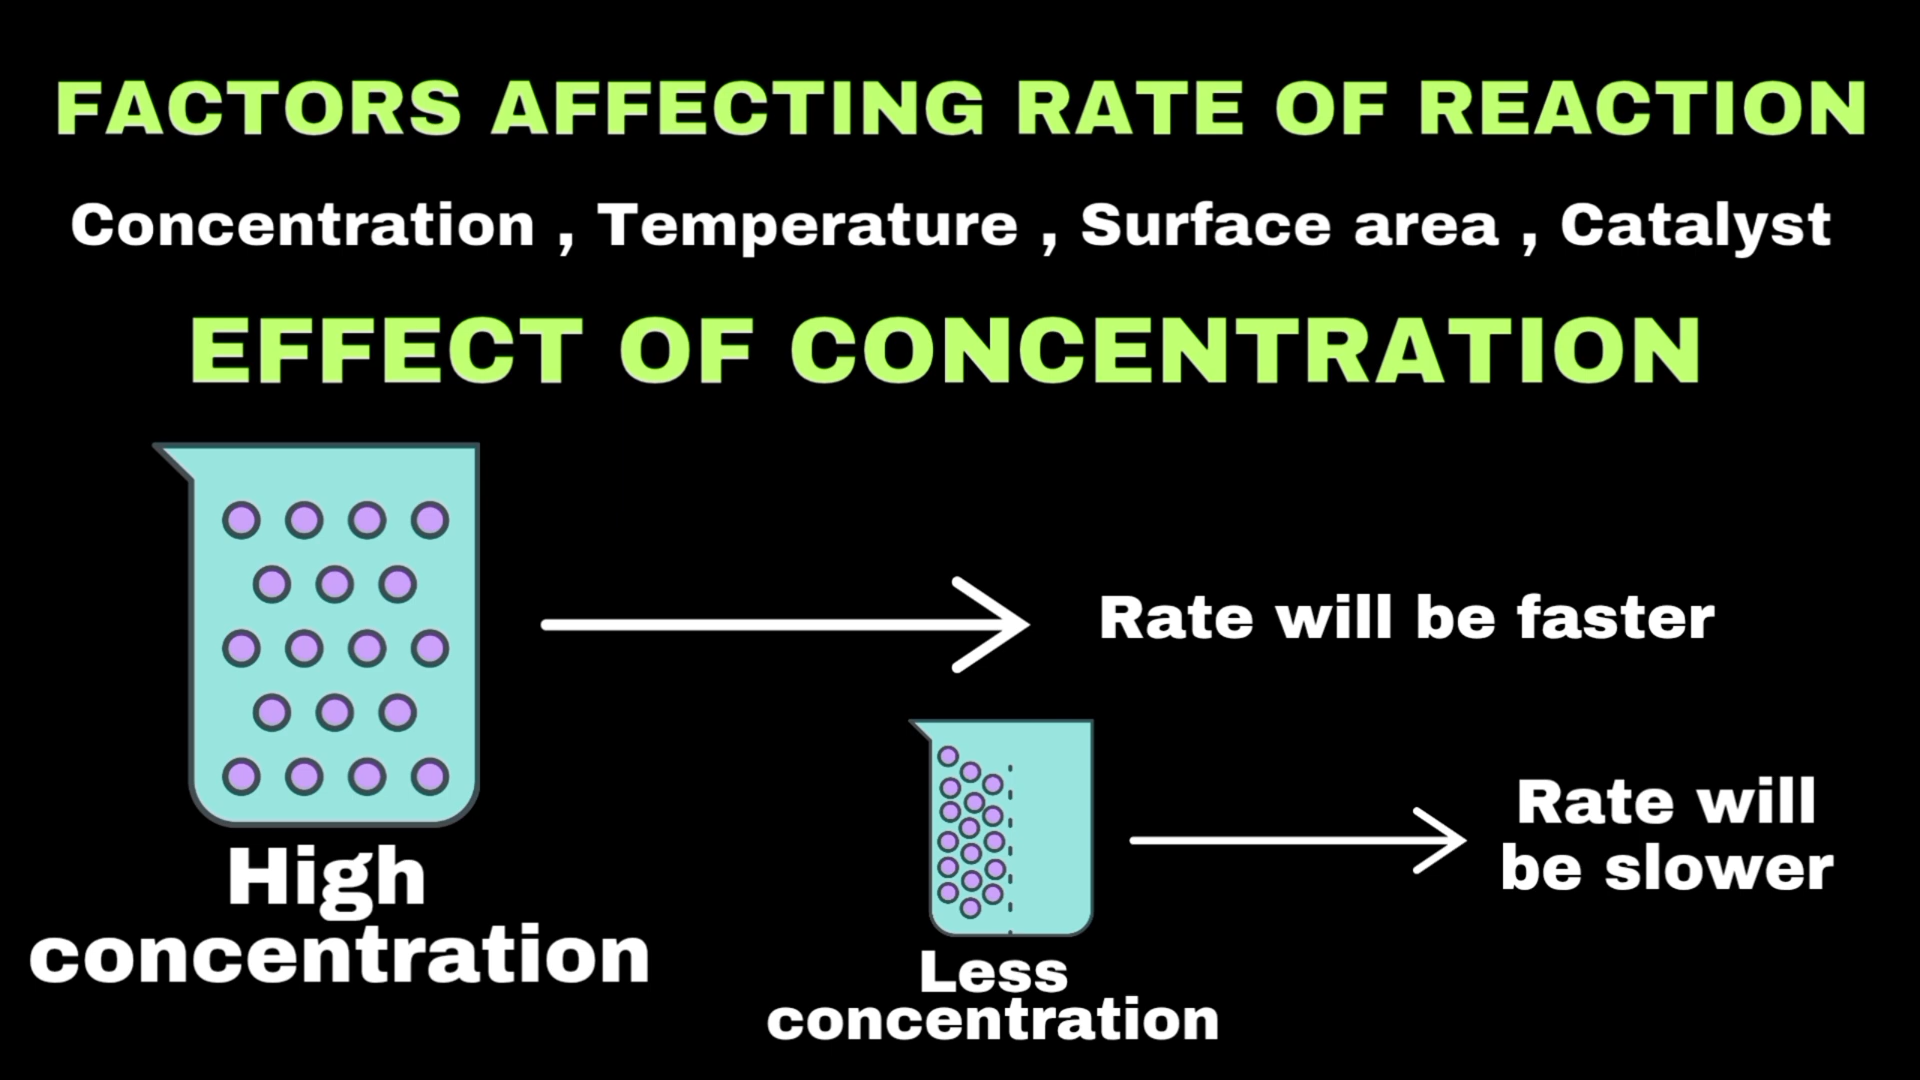 FACTORS AFFECTING RATE OF REACTION
Concentration , Temperature , Surface area , Catalyst
EFFECT OF CONCENTRATION
Rate will be faster
High
concentration
Rate will
be slower
Less
concentration